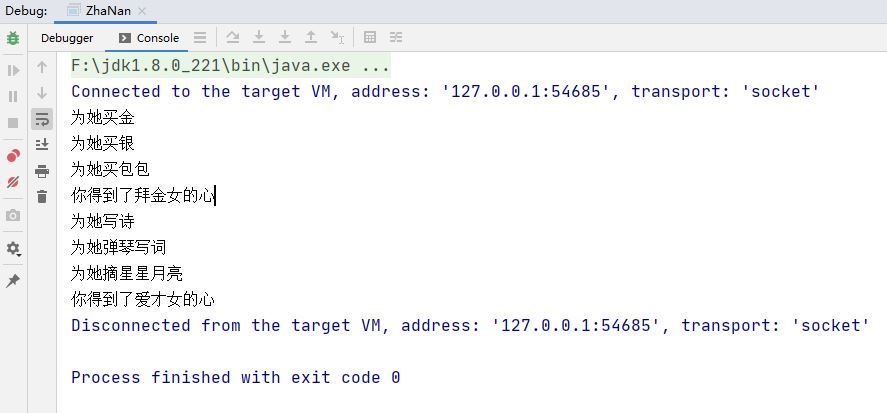 Debug: ZhaNan
Debugger Console
F:\jdk1.8.0_221\bin\java.exe ...
Connected to the target VM, address: '127.0.0.1:54685', transport: 'socket'
为她买金
为她买银
为她买包包
你得到了拜金女的心
为她写诗
为她弹琴写词
为她摘星星月亮
你得到了爱才女的心
Disconnected from the target VM, address: '127.0.0.1:54685', transport: 'socket'
Process finished with exit code 0